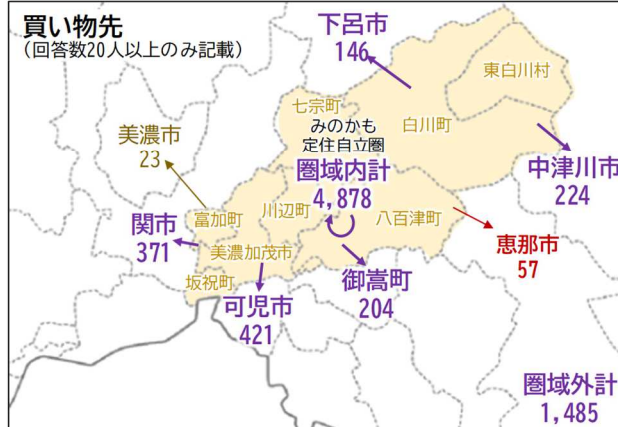 買い物先
(回答数20人以上のみ記載)
下呂市
146
東白川村
七宗町
白川町
みのかも
定住自立圏
美濃市
23
圏域内計
4,878
中津川市
224
関市
371
富加町
川辺町
八百津町
恵那市
57
美濃加茂市
坂祝町
御嵩町
204
可児市
421
圏域外計
1,485